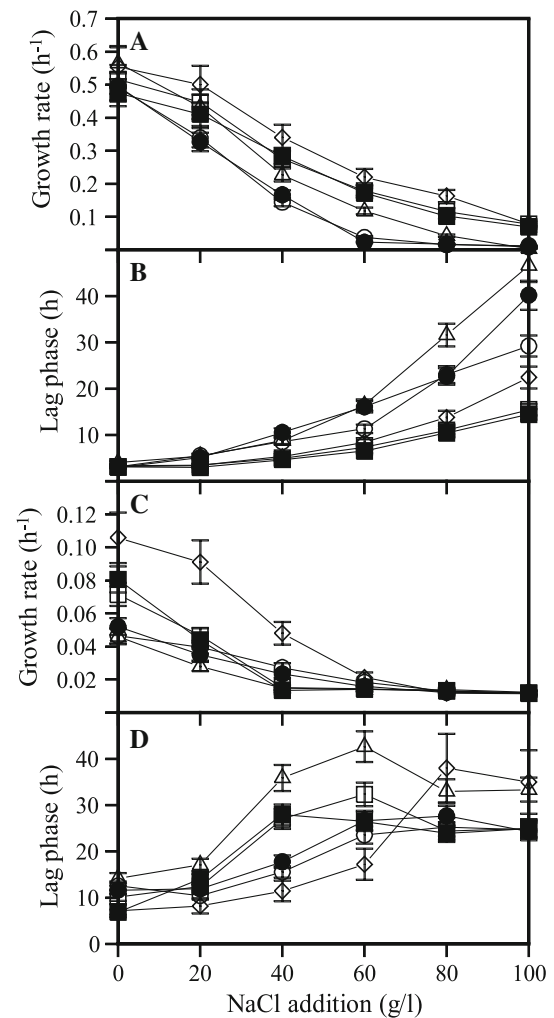 0.7
A
0.6
0.5
0.4
0.3
0.2
0.1
Growth rate (h-1)
B
40
30
20
10
Lag phase (h)
C
0.12
0.10
0.08
0.06
0.04
0.02
Growth rate (h-1)
D
40
30
20
10
0
Lag phase (h)
0 20 40 60 80 100
NaCl addition (g/l)